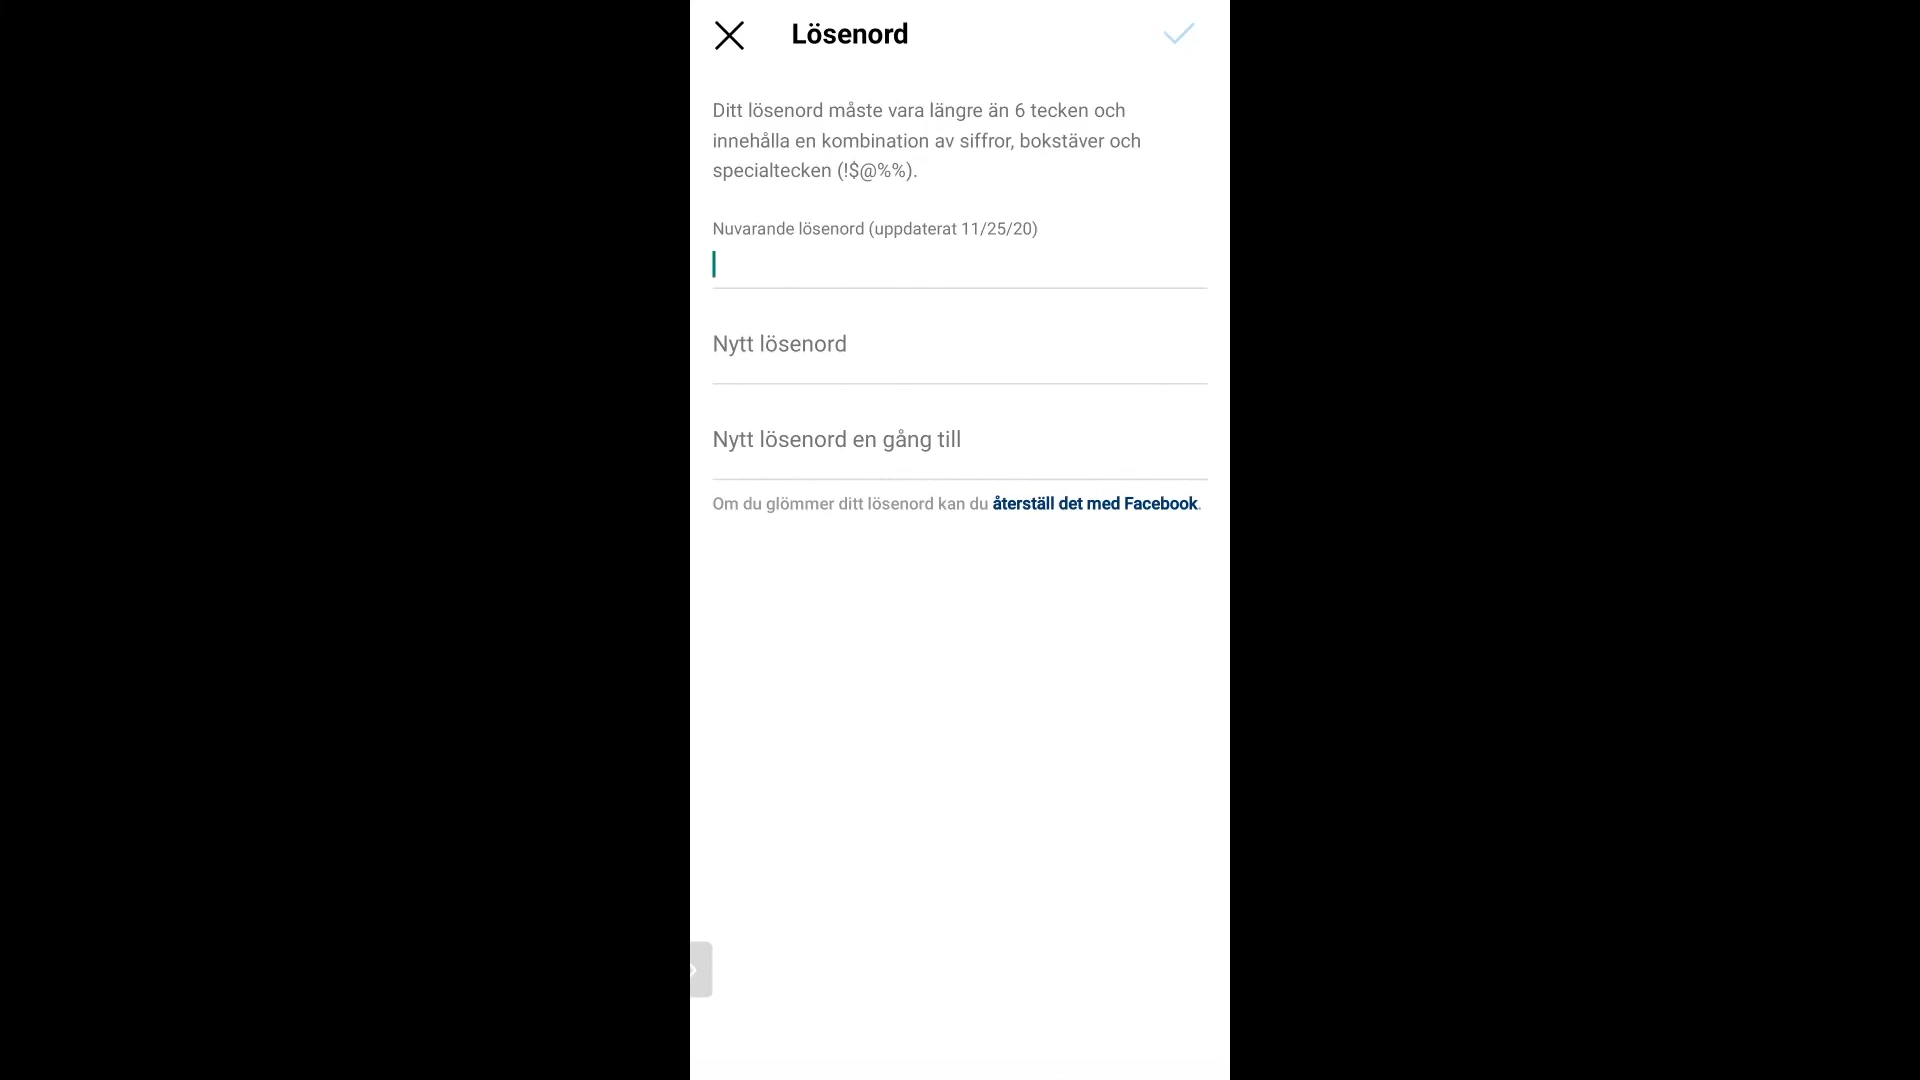 Lösenord
Ditt lösenord måste vara längre än 6 tecken och
innehålla en kombination av siffror, bokstäver och
specialtecken (!$@%%).
Nuvarande lösenord (uppdaterat 11/25/20)
Nytt lösenord
Nytt lösenord en gång till
Om du glömmer ditt lösenord kan du återställ det med Facebook.